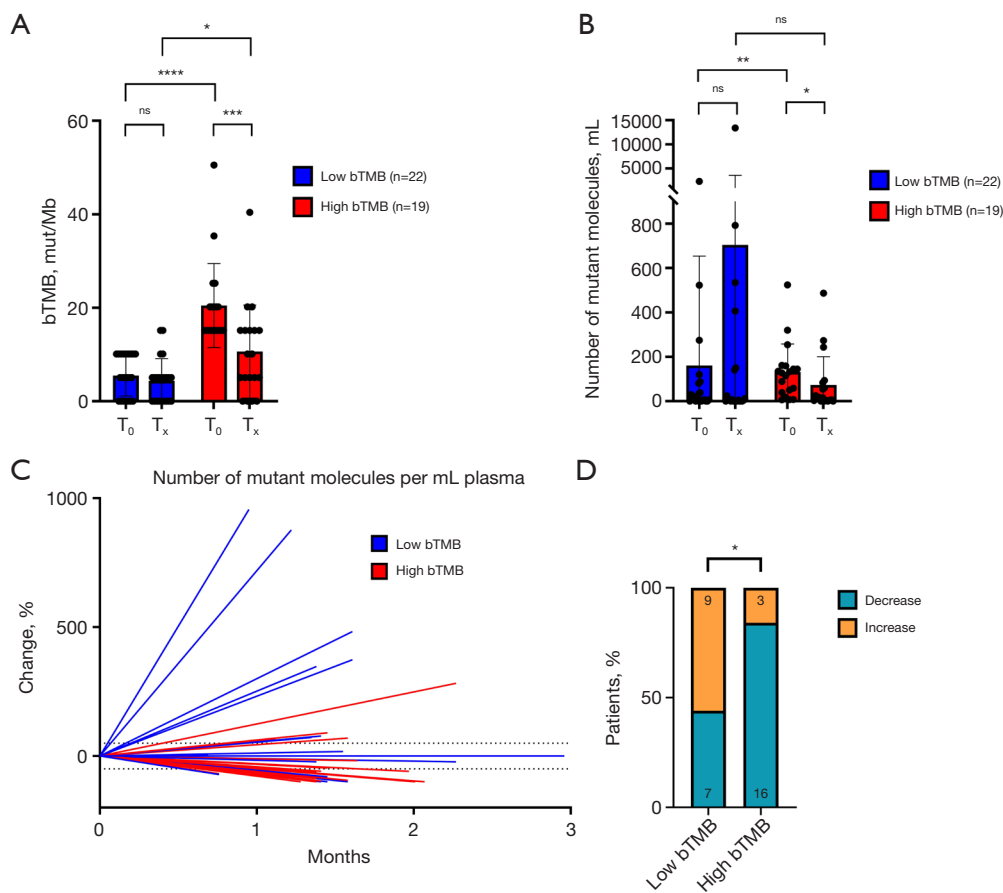 A
*
****
ns
***
60
40
20
0
bTMB, mut/Mb
T0
Tx
T0
Tx
Low bTMB (n=22)
High bTMB (n=19)
B
ns
**
ns
*
15000
10000
5000
800
600
400
200
0
Number of mutant molecules, mL
T0
Tx
T0
Tx
Low bTMB (n=22)
High bTMB (n=19)
C
Number of mutant molecules per mL plasma
1000
500
0
Change, %
Low bTMB
High bTMB
0
1
2
3
Months
D
*
100
50
0
Patients, %
9
3
7
16
Low bTMB
High bTMB
Decrease
Increase